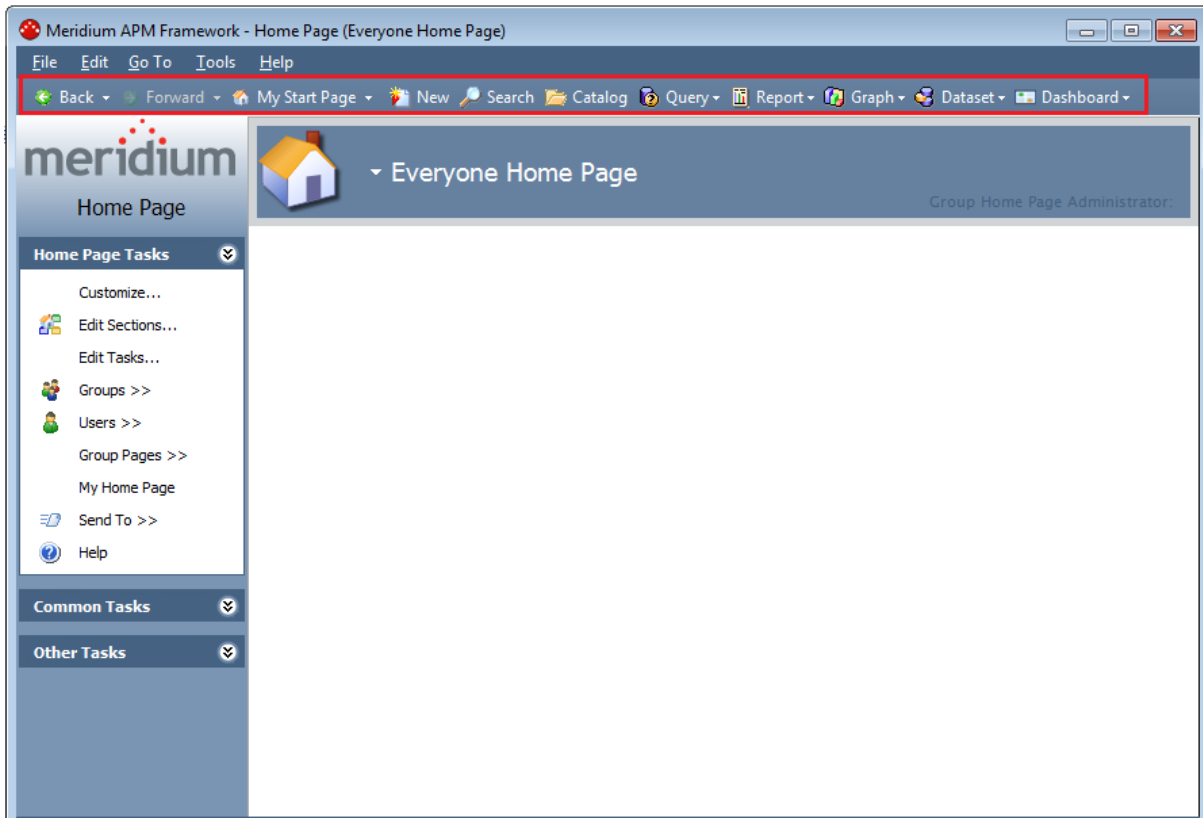 Meridium APM Framework - Home Page (Everyone Home Page)
File Edit Go To Tools Help
Back Forward My Start Page New Search Catalog Query Report Graph Dataset Dashboard
meridium
Home Page
Everyone Home Page
Group Home Page Administrator:
Home Page Tasks
Customize...
Edit Sections...
Edit Tasks...
Groups >>
Users >>
Group Pages >>
My Home Page
Send To >>
Help
Common Tasks
Other Tasks